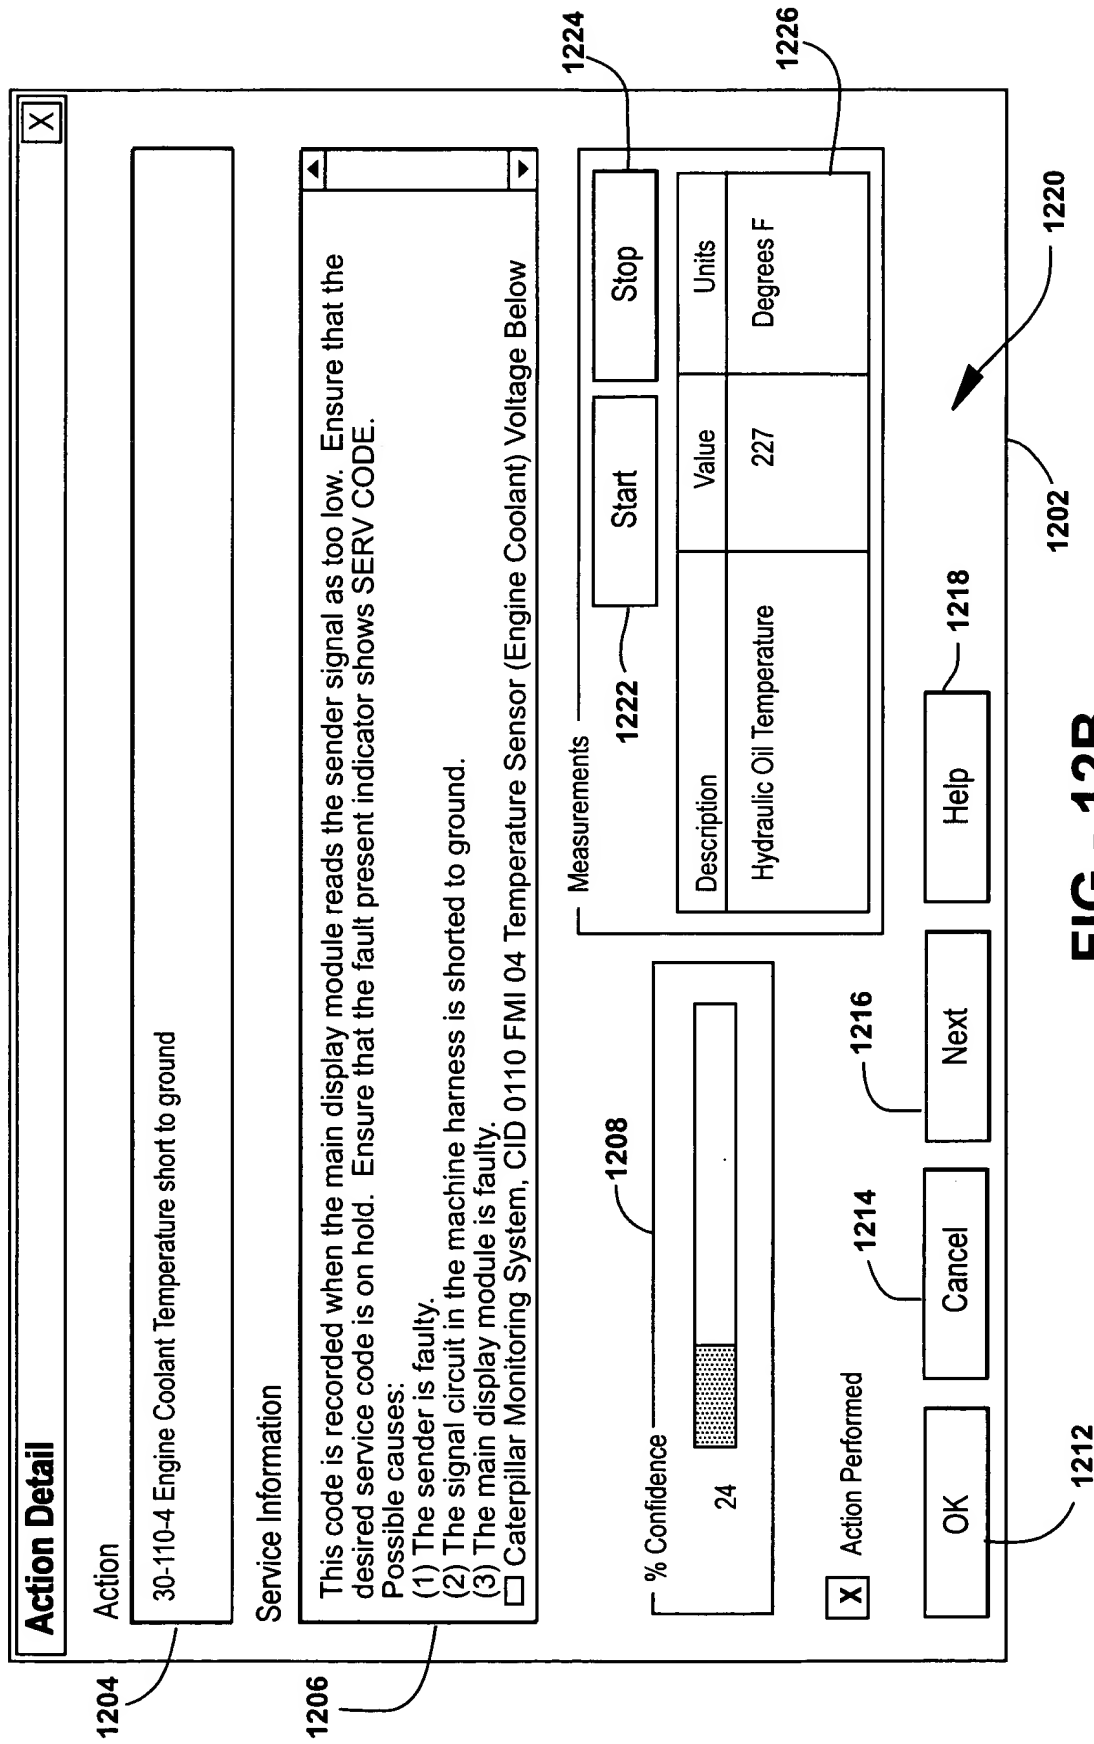 Action Detail
X
Action
1204
30-110-4 Engine Coolant Temperature short to ground
Service Information
1206
This code is recorded when the main display module reads the sender signal as too low. Ensure that the
desired service code is on hold. Ensure that the fault present indicator shows SERV CODE.
Possible causes:
(1) The sender is faulty.
(2) The signal circuit in the machine harness is shorted to ground.
(3) The main display module is faulty.
Caterpillar Monitoring System, CID 0110 FMI 04 Temperature Sensor (Engine Coolant) Voltage Below
% Confidence
1208
24
Measurements
1222
Start
Stop
1224
Description Value Units
Hydraulic Oil Temperature 227 Degrees F
1226
X Action Performed
1214
1216
1218
OK
Cancel
Next
Help
1212
1202
1220
FIG - 12B